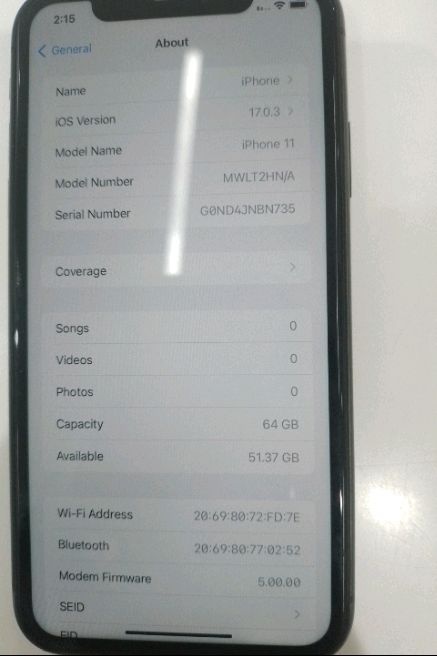 2:15
General
About
Name iPhone
iOS Version 17.0.3
Model Name iPhone 11
Model Number MWLT2HN/A
Serial Number G0ND4JNBN735
Coverage
Songs 0
Videos 0
Photos 0
Capacity 64 GB
Available 51.37 GB
Wi-Fi Address 20:69:80:72:FD:7E
Bluetooth 20:69:80:77:02:52
Modem Firmware 5.00.00
SEID
EID